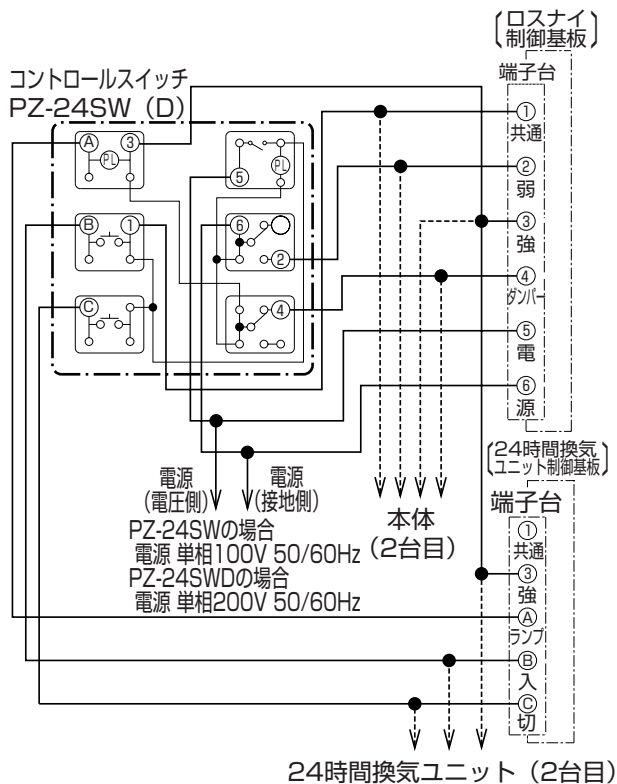 (ロスナイ
制御基板)
コントロールスイッチ
PZ-24SW（D）
端子台
Ⓐ ③
PL
⑤
PL
Ⓑ ①
⑥
②
Ⓒ
④
①
共通
②
弱
③
強
④
ダンパー
⑤
電
⑥
源
電源
(電圧側)
電源
(接地側)
PZ-24SWの場合
電源 単相100V 50/60Hz
PZ-24SWDの場合
電源 単相200V 50/60Hz
本体
(2台目)
(24時間換気
ユニット制御基板)
端子台
①
共通
③
強
Ⓐ
ランプ
Ⓑ
入
Ⓒ
切
24時間換気ユニット（2台目）